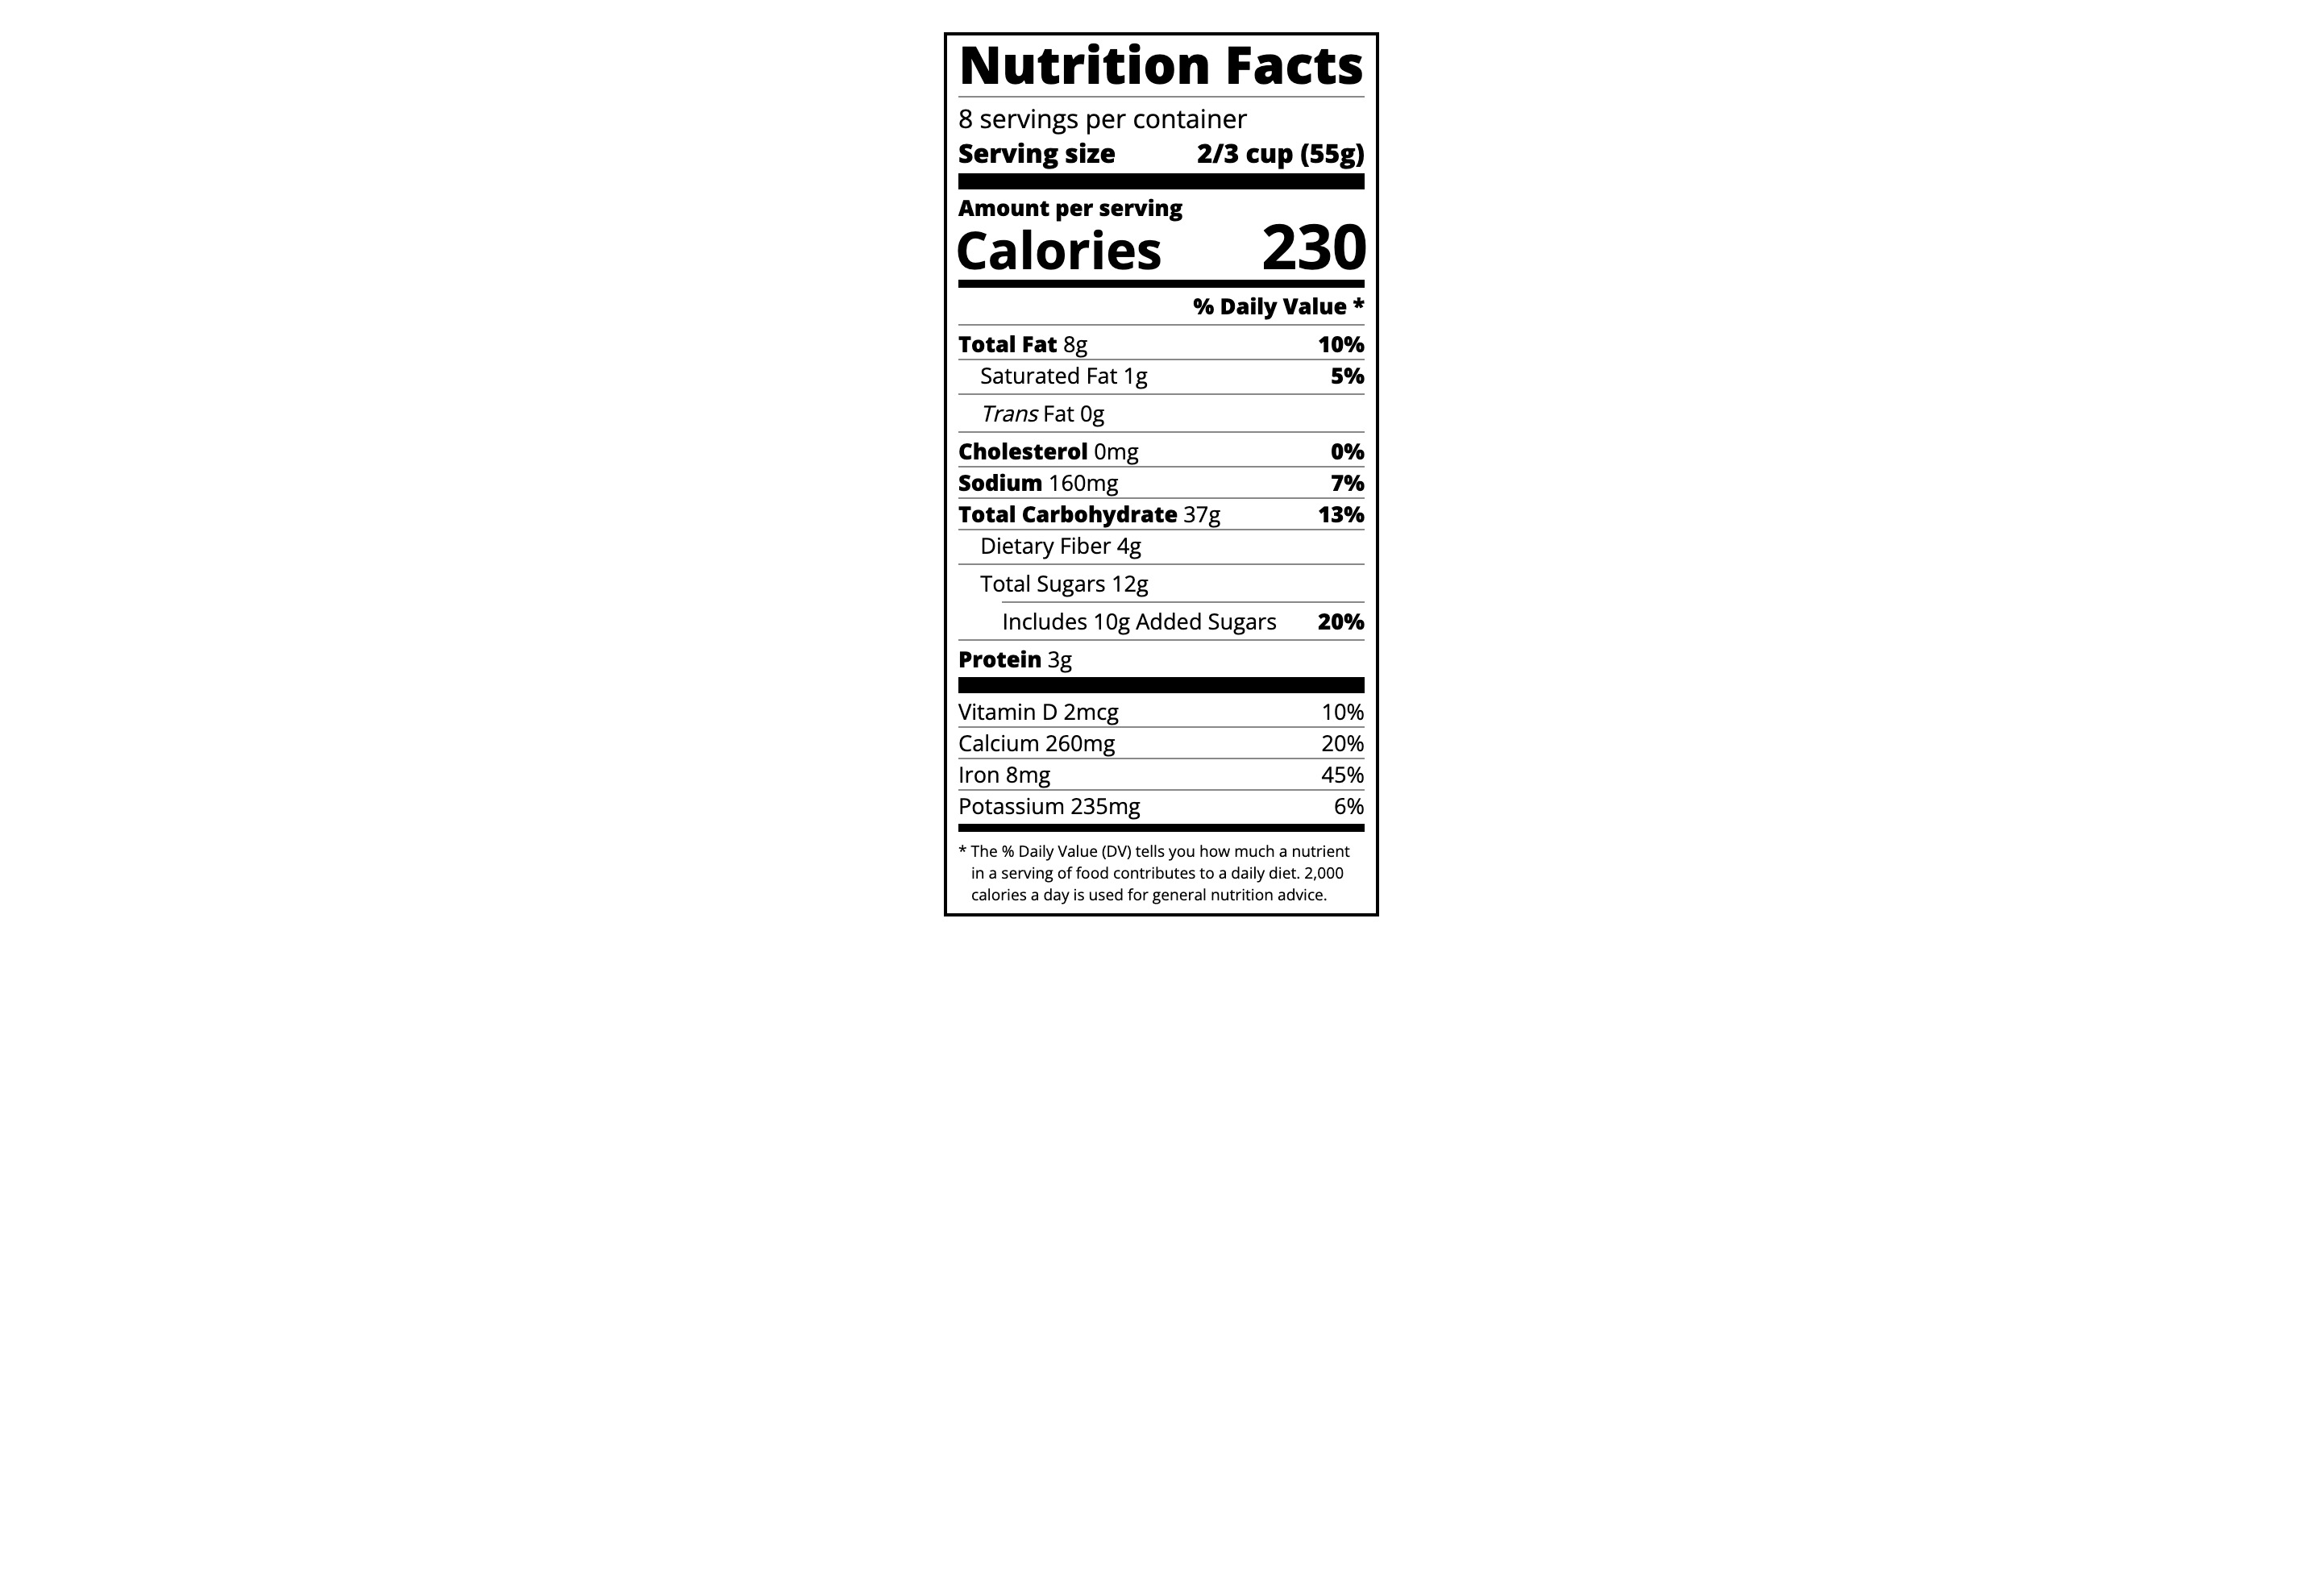 Nutrition Facts
8 servings per container
Serving size 2/3 cup (55g)
Amount per serving
Calories 230
% Daily Value *
Total Fat 8g 10%
Saturated Fat 1g 5%
Trans Fat 0g
Cholesterol 0mg 0%
Sodium 160mg 7%
Total Carbohydrate 37g 13%
Dietary Fiber 4g
Total Sugars 12g
Includes 10g Added Sugars 20%
Protein 3g
Vitamin D 2mcg 10%
Calcium 260mg 20%
Iron 8mg 45%
Potassium 235mg 6%
* The % Daily Value (DV) tells you how much a nutrient
in a serving of food contributes to a daily diet. 2,000
calories a day is used for general nutrition advice.